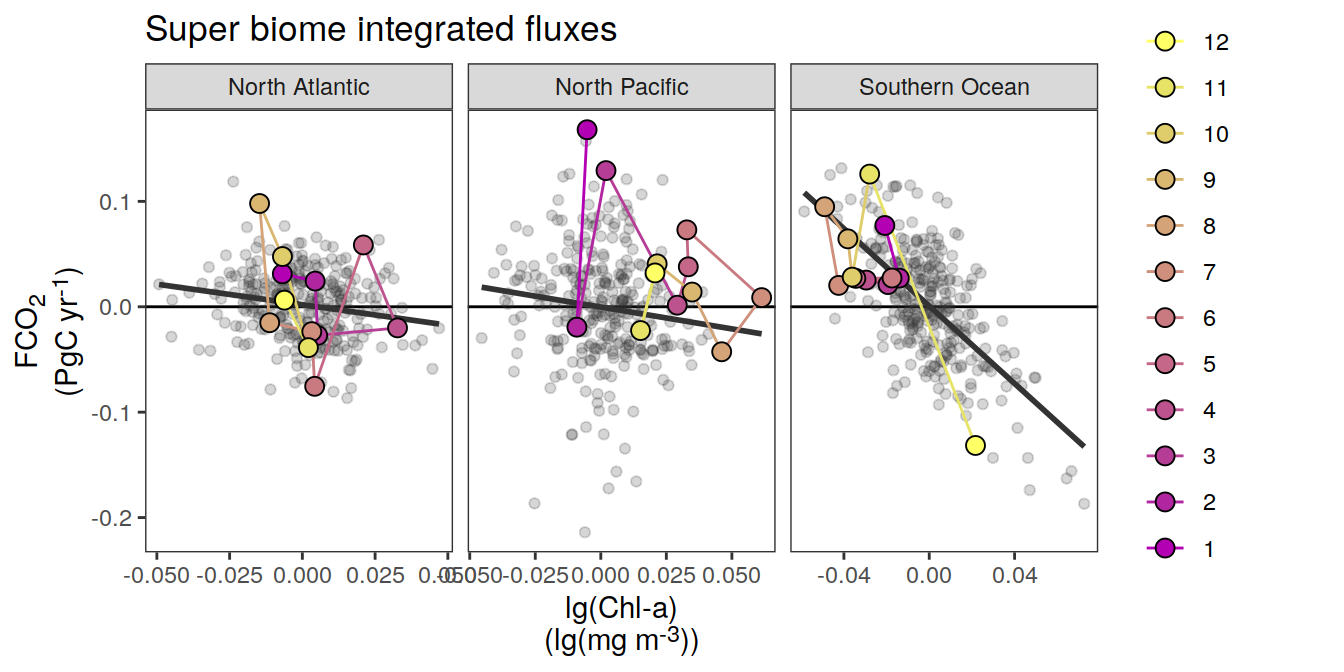 Super biome integrated fluxes
North Atlantic
North Pacific
Southern Ocean
FCO2
(PgC yr-1)
0.1
0.0
-0.1
-0.2
-0.050 -0.025 0.000 0.025 0.050
-0.050 -0.025 0.000 0.025 0.050
-0.04 0.00 0.04
lg(Chl-a)
(lg(mg m-3))
12
11
10
9
8
7
6
5
4
3
2
1